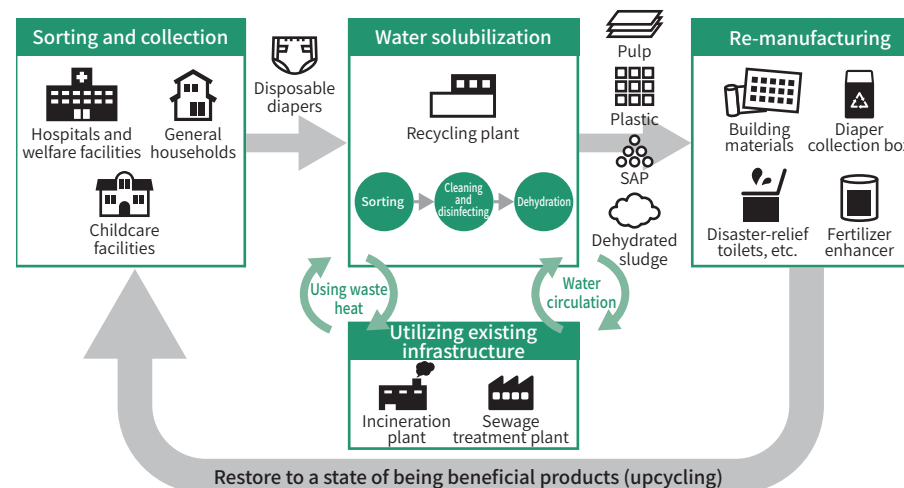 Sorting and collection
Hospitals and
welfare facilities
General
households
Childcare
facilities
Disposable
diapers
Water solubilization
Recycling plant
Sorting
Cleaning
and
disinfecting
Dehydration
Pulp
Plastic
SAP
Dehydrated
sludge
Re-manufacturing
Building
materials
Diaper
collection box
Disaster-relief
toilets, etc.
Fertilizer
enhancer
Using waste
heat
Water
circulation
Utilizing existing
infrastructure
Incineration
plant
Sewage
treatment plant
Restore to a state of being beneficial products (upcycling)